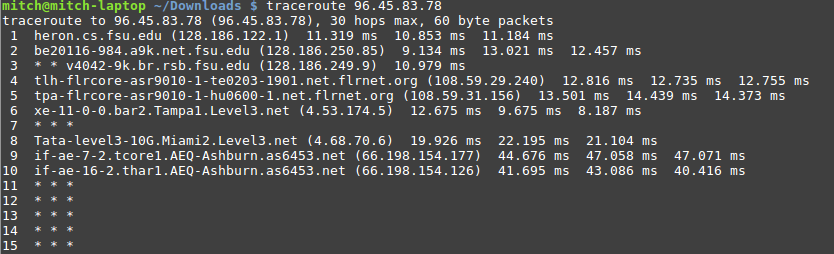 mitch@mitch-laptop ~/Downloads $ traceroute 96.45.83.78
traceroute to 96.45.83.78 (96.45.83.78), 30 hops max, 60 byte packets
 1  heron.cs.fsu.edu (128.186.122.1)  11.319 ms  10.853 ms  11.184 ms
 2  be20116-984.a9k.net.fsu.edu (128.186.250.85)  9.134 ms  13.021 ms  12.457 ms
 3  * * v4042-9k.br.rsb.fsu.edu (128.186.249.9)  10.979 ms
 4  tlh-flrcore-asr9010-1-te0203-1901.net.flrnet.org (108.59.29.240)  12.816 ms  12.735 ms  12.755 ms
 5  tpa-flrcore-asr9010-1-hu0600-1.net.flrnet.org (108.59.31.156)  13.501 ms  14.439 ms  14.373 ms
 6  xe-11-0-0.bar2.Tampa1.Level3.net (4.53.174.5)  12.675 ms  9.675 ms  8.187 ms
 7  * * *
 8  Tata-level3-10G.Miami2.Level3.net (4.68.70.6)  19.926 ms  22.195 ms  21.104 ms
 9  if-ae-7-2.tcore1.AEQ-Ashburn.as6453.net (66.198.154.177)  44.676 ms  47.058 ms  47.071 ms
10  if-ae-16-2.thar1.AEQ-Ashburn.as6453.net (66.198.154.126)  41.695 ms  43.086 ms  40.416 ms
11  * * *
12  * * *
13  * * *
14  * * *
15  * * *